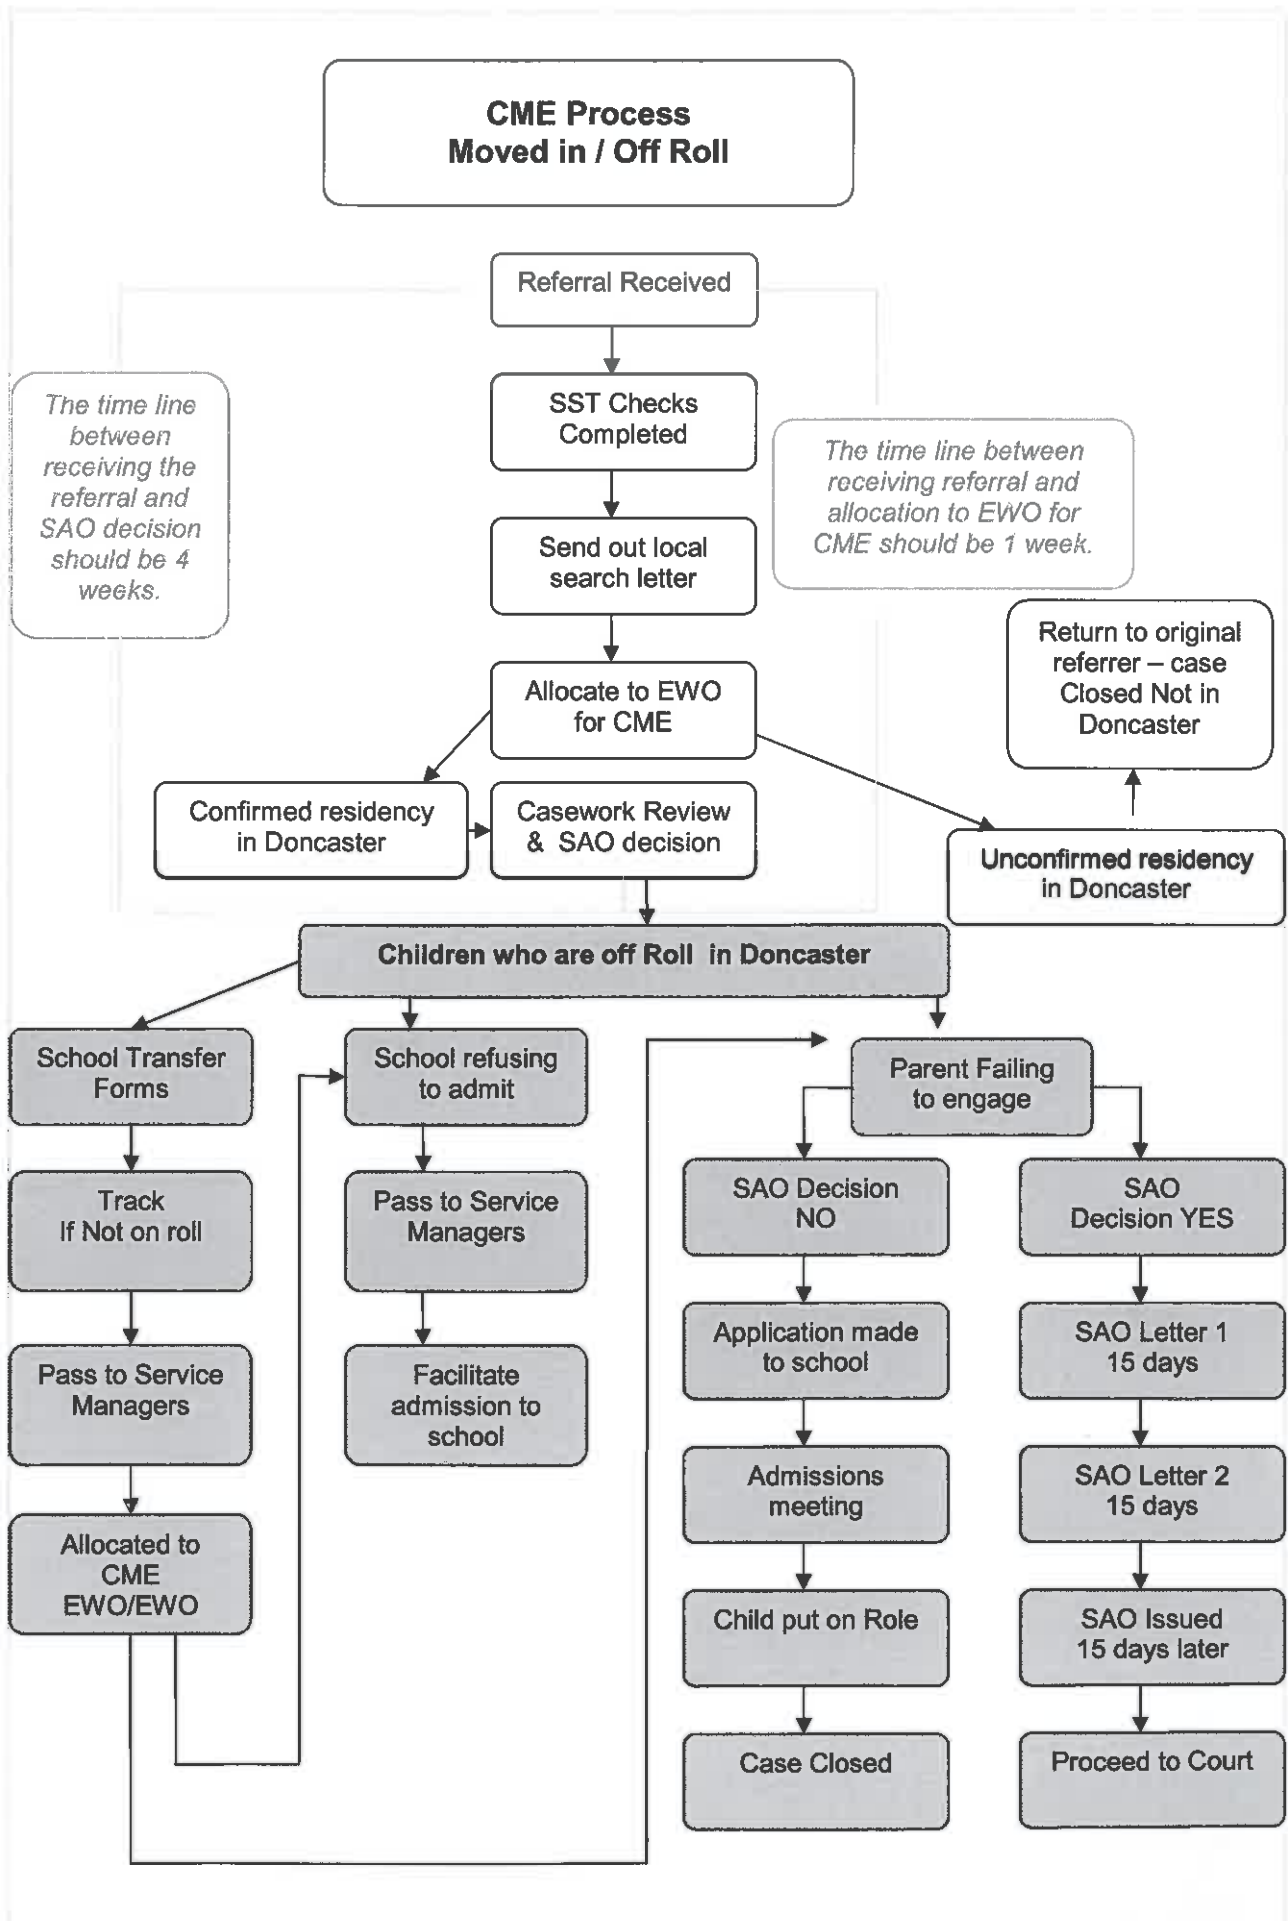 CME Process
Moved in / Off Roll
Referral Received
SST Checks
Completed
The time line
between
receiving the
referral and
SAO decision
should be 4
weeks.
The time line between
receiving referral and
allocation to EWO for
CME should be 1 week.
Send out local
search letter
Return to original
referrer – case
Closed Not in
Doncaster
Allocate to EWO
for CME
Confirmed residency
in Doncaster
Casework Review
& SAO decision
Unconfirmed residency
in Doncaster
Children who are off Roll in Doncaster
School Transfer
Forms
Track
If Not on roll
Pass to Service
Managers
Allocated to
CME
EWO/EWO
School refusing
to admit
Pass to Service
Managers
Facilitate
admission to
school
Parent Failing
to engage
SAO Decision
NO
Application made
to school
Admissions
meeting
Child put on Role
Case Closed
SAO
Decision YES
SAO Letter 1
15 days
SAO Letter 2
15 days
SAO Issued
15 days later
Proceed to Court